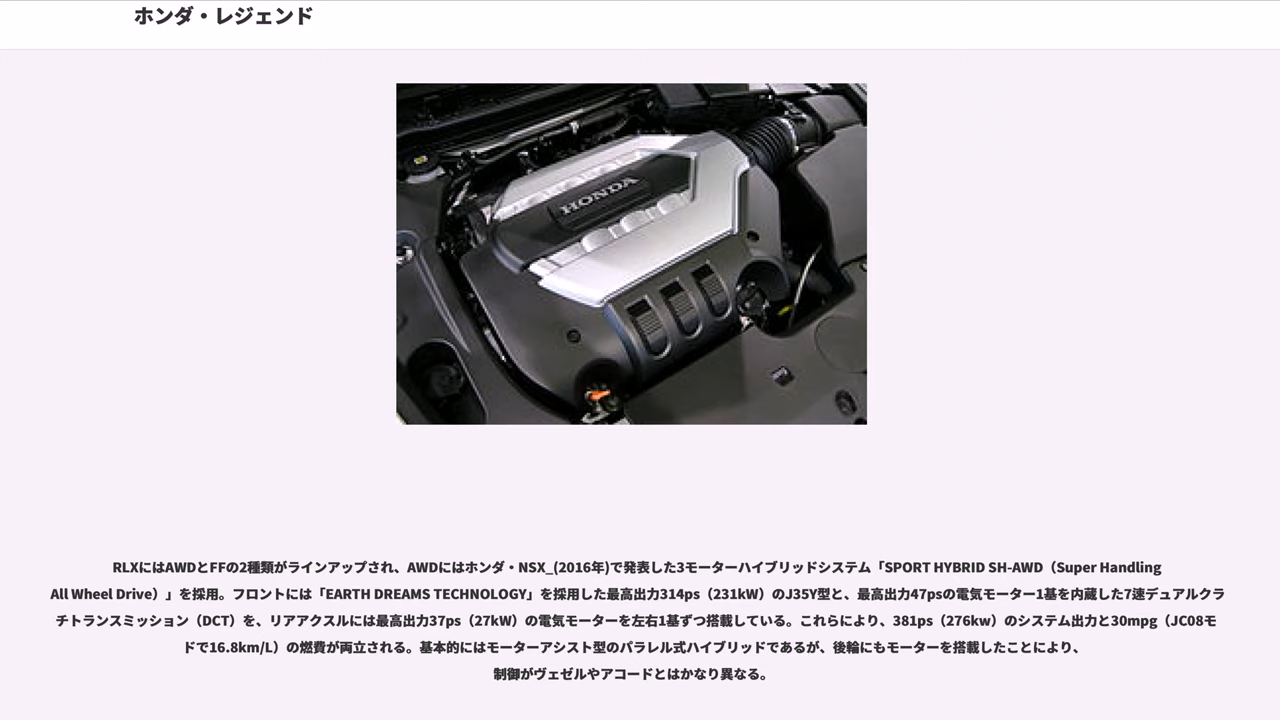 ホンダ・レジェンド
HONDA
RLXにはAWDとFFの2種類がラインアップされ、AWDにはホンダ・NSX_(2016年)で発表した3モーターハイブリッドシステム「SPORT HYBRID SH-AWD（Super Handling
All Wheel Drive）」を採用。フロントには「EARTH DREAMS TECHNOLOGY」を採用した最高出力314ps（231kW）のJ35Y型と、最高出力47psの電気モーター1基を内蔵した7速デュアルクラ
チトランスミッション（DCT）を、リアアクスルには最高出力37ps（27kW）の電気モーターを左右1基ずつ搭載している。これらにより、381ps（276kw）のシステム出力と30mpg（JC08モ
ドで16.8km/L）の燃費が両立される。基本的にはモーターアシスト型のパラレル式ハイブリッドであるが、後輪にもモーターを搭載したことにより、
制御がヴェゼルやアコードとはかなり異なる。